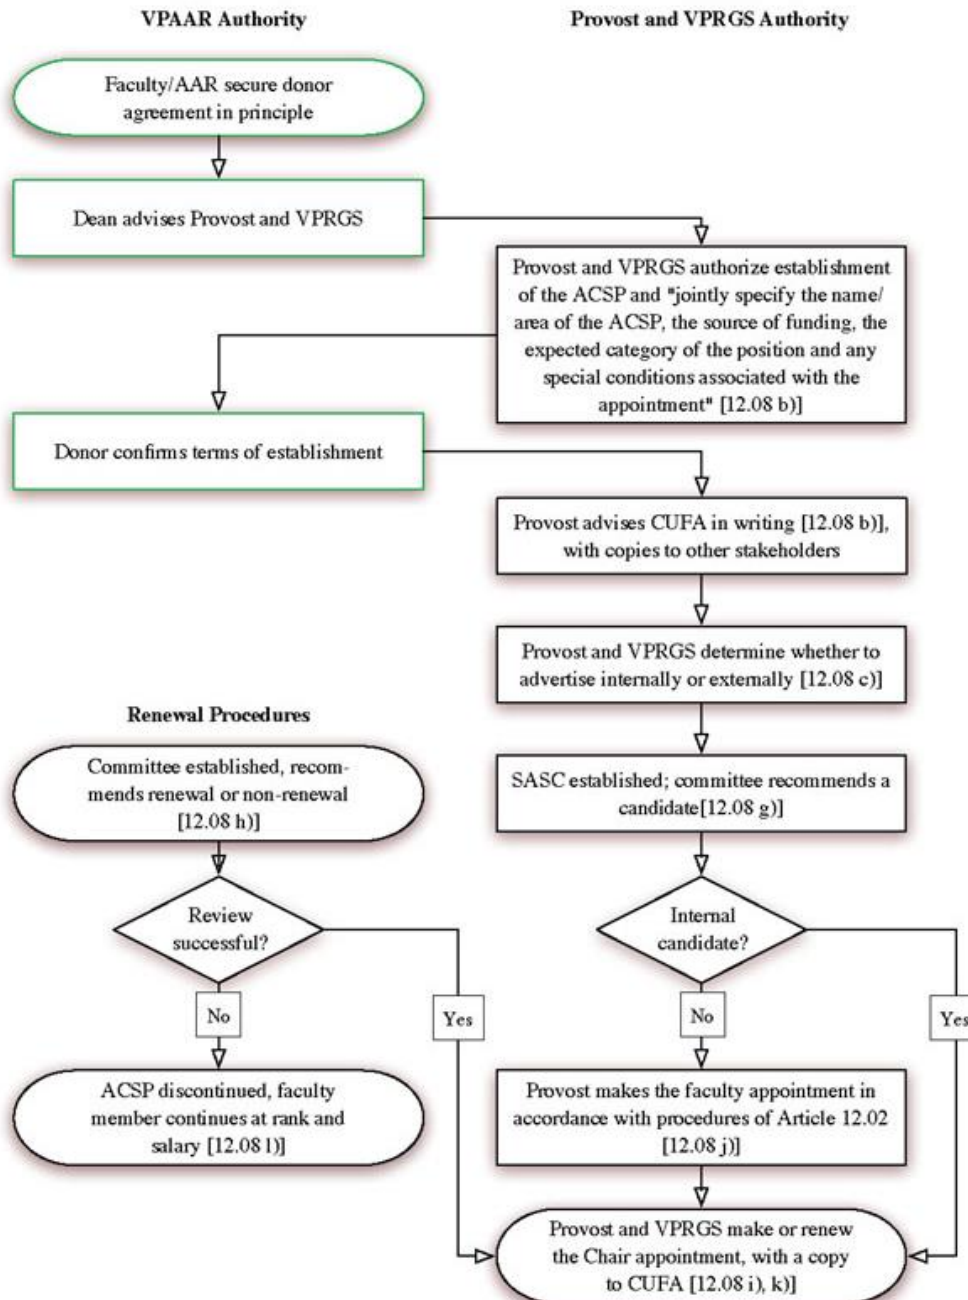 VPAAR Authority
Provost and VPRGS Authority
Faculty/AAR secure donor
agreement in principle
Dean advises Provost and VPRGS
Provost and VPRGS authorize establishment
of the ACSP and "jointly specify the name/
area of the ACSP, the source of funding, the
expected category of the position and any
special conditions associated with the
appointment" [12.08 b)]
Donor confirms terms of establishment
Provost advises CUFA in writing [12.08 b)],
with copies to other stakeholders
Provost and VPRGS determine whether to
advertise internally or externally [12.08 c)]
SASC established; committee recommends a
candidate[12.08 g)]
Internal
candidate?
No
Yes
Provost makes the faculty appointment in
accordance with procedures of Article 12.02
[12.08 j)]
Provost and VPRGS make or renew
the Chair appointment, with a copy
to CUFA [12.08 i), k)]
Renewal Procedures
Committee established, recom-
mends renewal or non-renewal
[12.08 h)]
Review
successful?
No
Yes
ACSP discontinued, faculty
member continues at rank and
salary [12.08 l)]